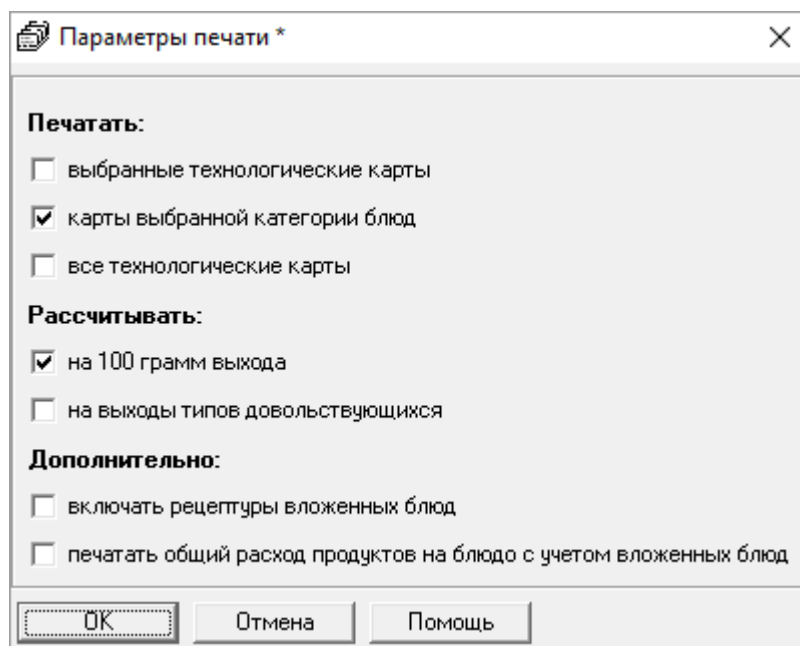 Параметры печати *
Печатать:
выбранные технологические карты
карты выбранной категории блюд
все технологические карты
Рассчитывать:
на 100 грамм выхода
на выходы типов довольствующихся
Дополнительно:
включать рецептуры вложенных блюд
печатать общий расход продуктов на блюдо с учетом вложенных блюд
OK Отмена Помощь